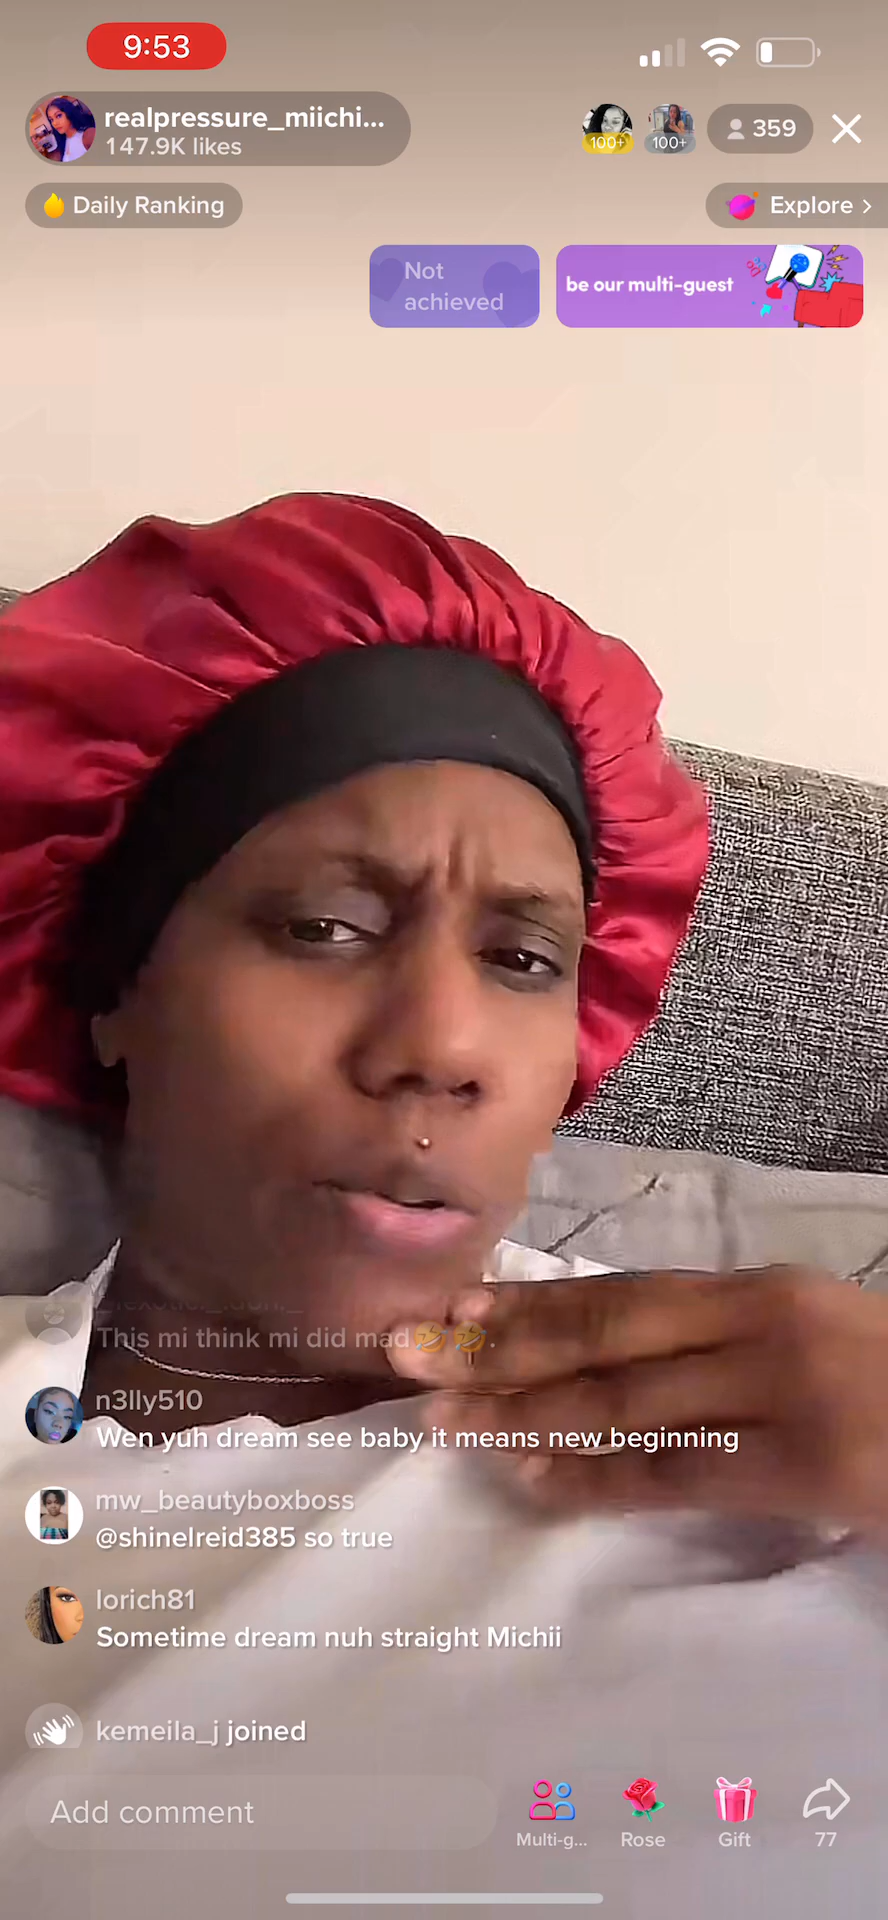 9:53
realpressure_miichi...
147.9K likes
100+
100+
359
Daily Ranking
Explore >
Not
achieved
be our multi-guest
This mi think mi did mad🤣🤣.
n3lly510
Wen yuh dream see baby it means new beginning
mw_beautyboxboss
@shinelreid385 so true
lorich81
Sometime dream nuh straight Michii
kemeila_j joined
Add comment
Multi-g...
Rose
Gift
77